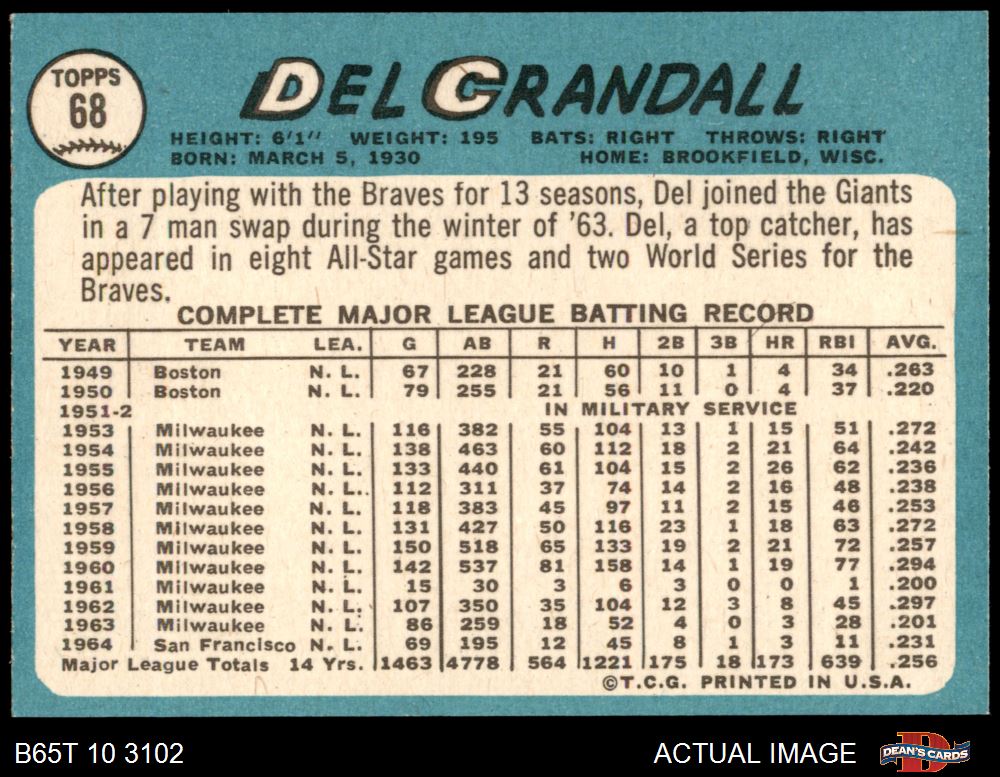 TOPPS
68
DEL CRANDALL
HEIGHT: 6'1" WEIGHT: 195 BATS: RIGHT THROWS: RIGHT
BORN: MARCH 5, 1930 HOME: BROOKFIELD, WISC.
After playing with the Braves for 13 seasons, Del joined the Giants
in a 7 man swap during the winter of '63. Del, a top catcher, has
appeared in eight All-Star games and two World Series for the
Braves.
COMPLETE MAJOR LEAGUE BATTING RECORD
YEAR TEAM LEA. G AB R H 2B 3B HR RBI AVG.
1949 Boston N. L. 67 228 21 60 10 1 4 34 .263
1950 Boston N. L. 79 255 21 56 11 0 4 37 .220
1951-2 IN MILITARY SERVICE
1953 Milwaukee N. L. 116 382 55 104 13 1 15 51 .272
1954 Milwaukee N. L. 138 463 60 112 18 2 21 64 .242
1955 Milwaukee N. L. 133 440 61 104 15 2 26 62 .236
1956 Milwaukee N. L.. 112 311 37 74 14 2 16 48 .238
1957 Milwaukee N. L. 118 383 45 97 11 2 15 46 .253
1958 Milwaukee N. L. 131 427 50 116 23 1 18 63 .272
1959 Milwaukee N. L. 150 518 65 133 19 2 21 72 .257
1960 Milwaukee N. L. 142 537 81 158 14 1 19 77 .294
1961 Milwaukee N. L. 15 30 3 6 3 0 0 1 .200
1962 Milwaukee N. L. 107 350 35 104 12 3 8 45 .297
1963 Milwaukee N. L. 86 259 18 52 4 0 3 28 .201
1964 San Francisco N. L. 69 195 12 45 8 1 3 11 .231
Major League Totals 14 Yrs. 1463 4778 564 1221 175 18 173 639 .256
©T.C.G. PRINTED IN U.S.A.
B65T 10 3102 ACTUAL IMAGE DEAN'S CARDS